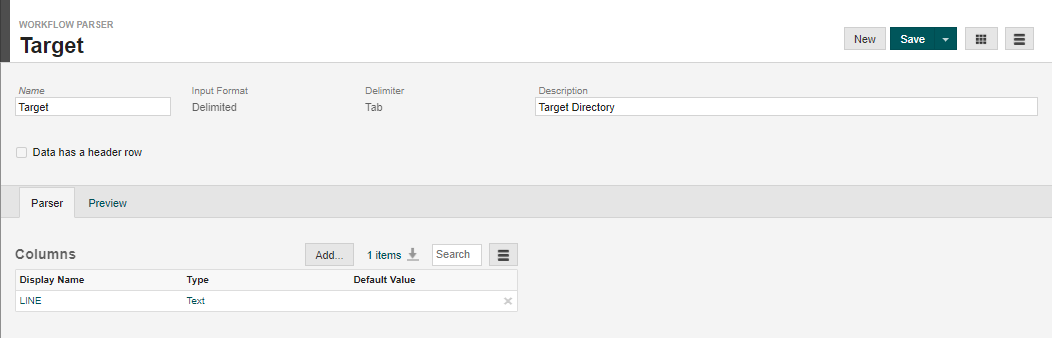 WORKFLOW PARSER
Target
New Save
Name Input Format Delimiter Description
Target Delimited Tab Target Directory
Data has a header row
Parser Preview
Columns Add... 1 items Search
Display Name Type Default Value
LINE Text